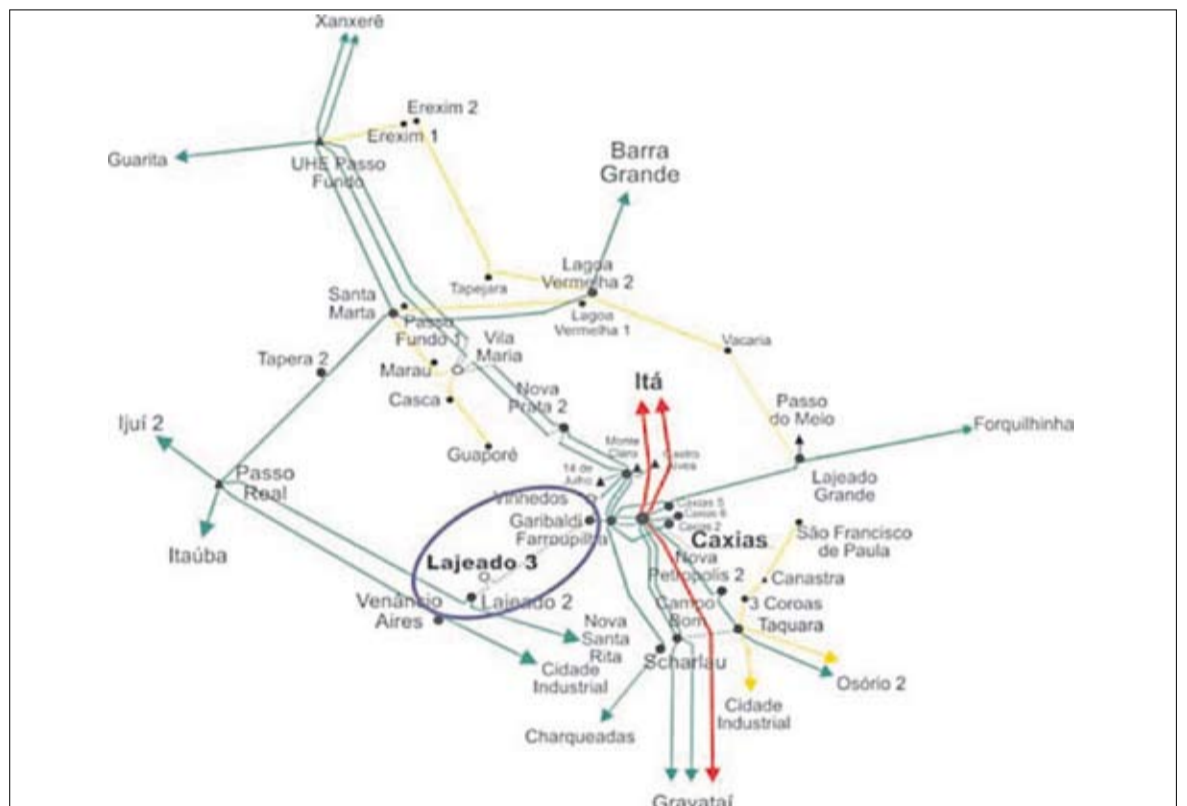 Xanxerê
Erexim 2
Erexim 1
Guarita
UHE Passo
Fundo
Barra
Grande
Lagoa
Vermelha 2
Tapejara
Santa
Marta
Passo
Fundo 1
Lagoa
Vermelha 1
Vila
Maria
Vacaria
Tapera 2
Marau
Casca
Nova
Prata 2
Itá
Passo
do Meio
Ijuí 2
Forquilhinha
Guaporé
Monte
Claro
Castro
Alves
14 de
Julho
Lajeado
Grande
Passo
Real
Vinhedos
Caxias 5
Caxias 6
Caxias 2
Garibaldi
Farroupilha
Caxias
São Francisco
de Paula
Itaúba
Lajeado 3
Nova
Petropolis 2
Canastra
Lajeado 2
Venâncio
Aires
Campo
Bom
3 Coroas
Taquara
Nova
Santa
Rita
Scharlau
Cidade
Industrial
Osório 2
Cidade
Industrial
Charqueadas
Gravataí